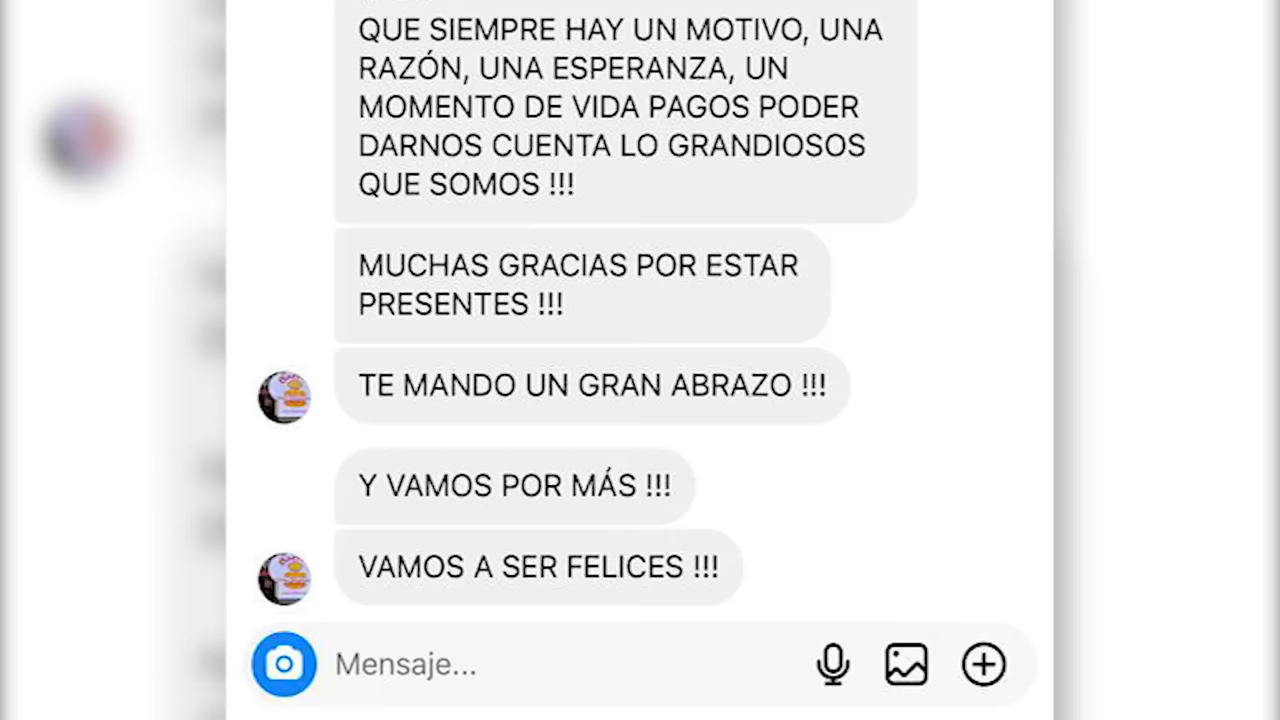 QUE SIEMPRE HAY UN MOTIVO, UNA
RAZÓN, UNA ESPERANZA, UN
MOMENTO DE VIDA PAGOS PODER
DARNOS CUENTA LO GRANDIOSOS
QUE SOMOS !!!
MUCHAS GRACIAS POR ESTAR
PRESENTES !!!
TE MANDO UN GRAN ABRAZO !!!
Y VAMOS POR MÁS !!!
VAMOS A SER FELICES !!!
Mensaje...